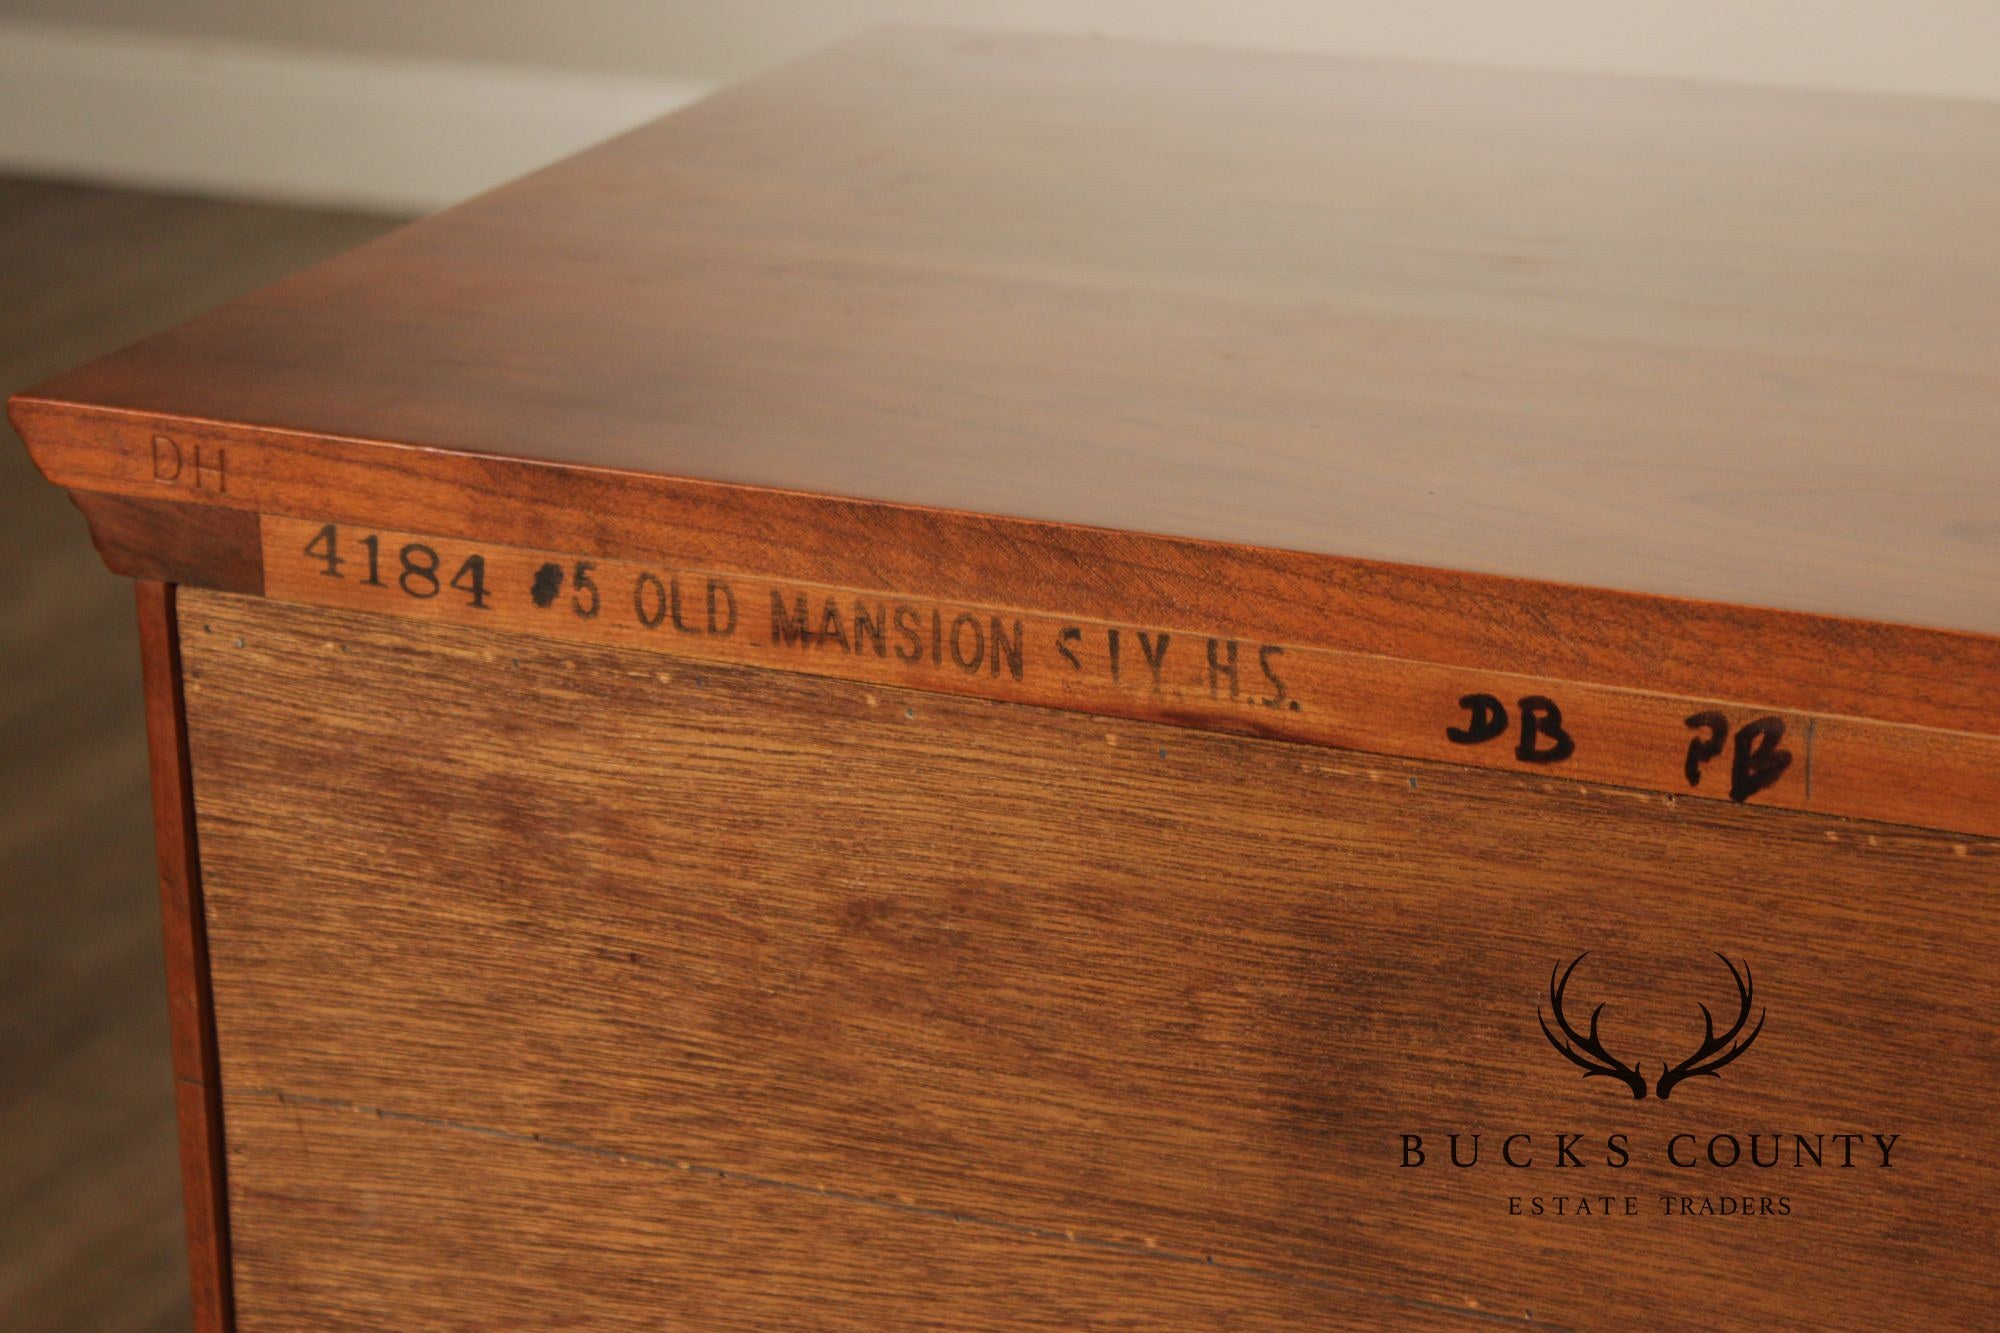 DH
4184 #5 OLD MANSION H.S.
DB PB
BUCKS COUNTY
ESTATE TRADERS